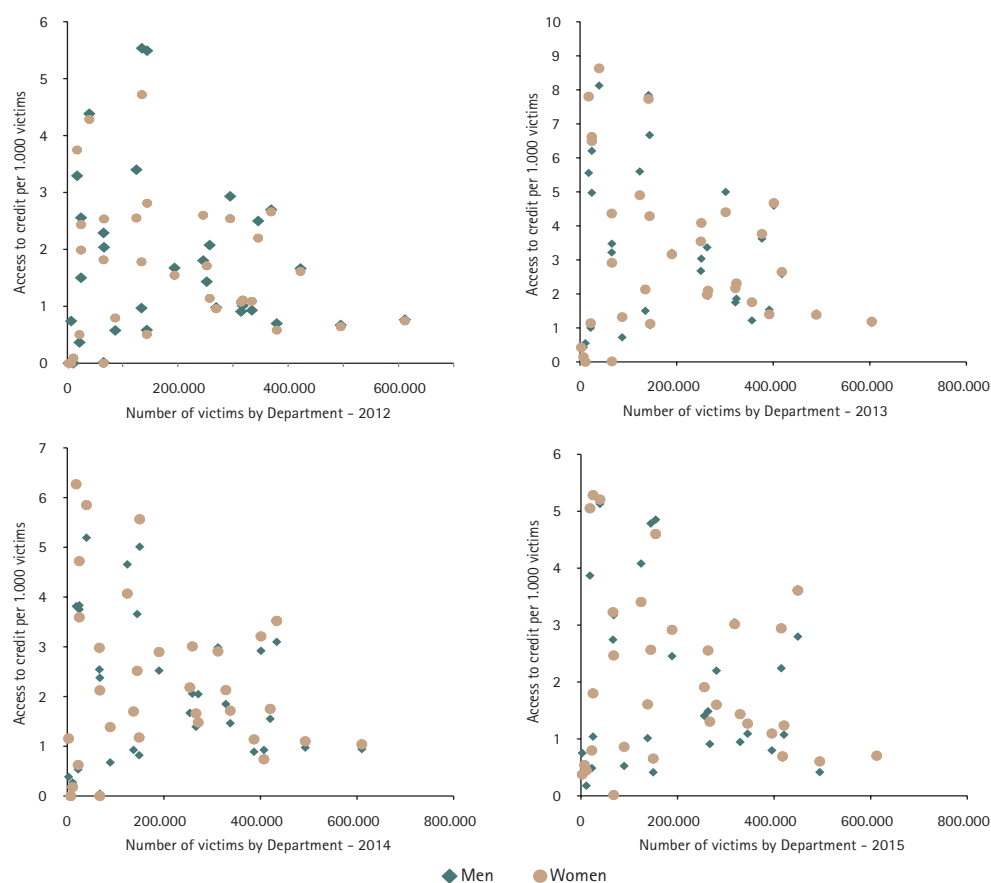 6
5
4
3
2
1
0
Access to credit per 1.000 victims
0 200.000 400.000 600.000
Number of victims by Department - 2012
10
9
8
7
6
5
4
3
2
1
0
Access to credit per 1.000 victims
0 200.000 400.000 600.000 800.000
Number of victims by Department - 2013
7
6
5
4
3
2
1
0
Access to credit per 1.000 victims
0 200.000 400.000 600.000 800.000
Number of victims by Department - 2014
6
5
4
3
2
1
0
Access to credit per 1.000 victims
0 200.000 400.000 600.000 800.000
Number of victims by Department - 2015
Men Women